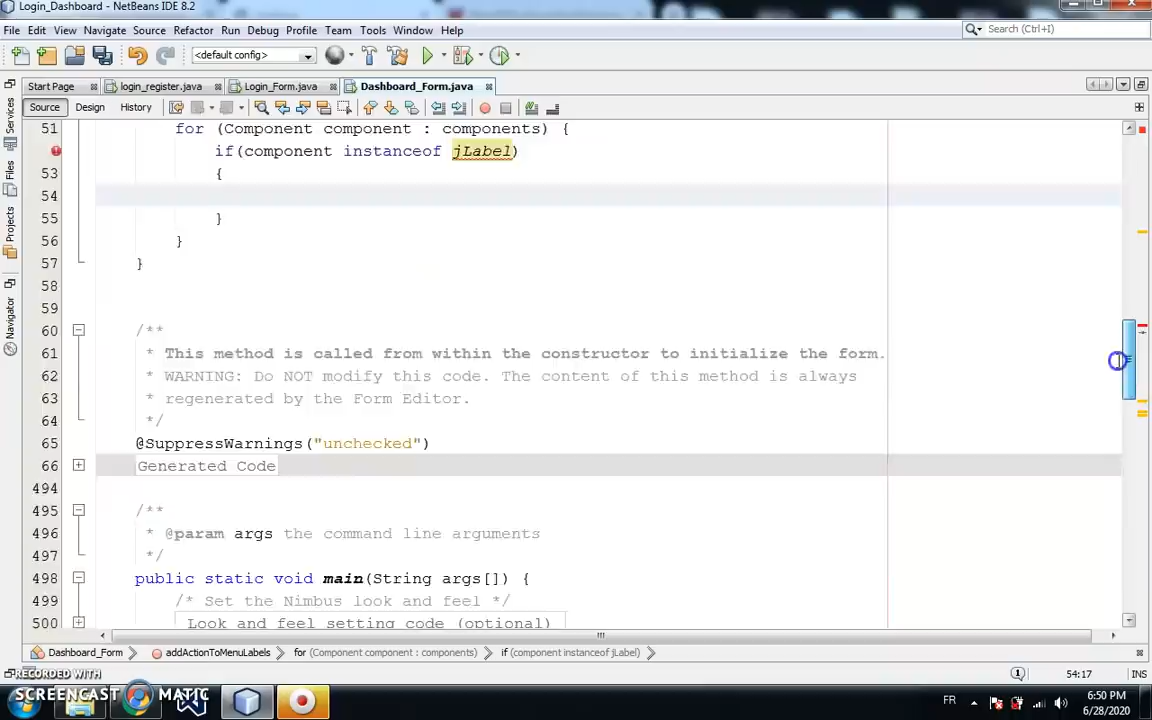 Login_Dashboard - NetBeans IDE 8.2
File Edit View Navigate Source Refactor Run Debug Profile Team Tools Window Help
Search (Ctrl+I)
<default config>
Start Page login_register.java Login_Form.java Dashboard_Form.java
Source Design History
Services
Files
Projects
Navigator
51 for (Component component : components) {
if(component instanceof jLabel)
53 {
54
55 }
56 }
57 }
58
59
60 /**
61 * This method is called from within the constructor to initialize the form.
62 * WARNING: Do NOT modify this code. The content of this method is always
63 * regenerated by the Form Editor.
64 */
65 @SuppressWarnings("unchecked")
66 Generated Code
494
495 /**
496 * @param args the command line arguments
497 */
498 public static void main(String args[]) {
499 /* Set the Nimbus look and feel */
500 Look and feel setting code (optional)
Dashboard_Form addActionToMenuLabels for (Component component : components) if (component instanceof jLabel)
1 54:17 INS
RECORDED WITH
SCREENCAST MATIC
FR 6:50 PM
6/28/2020